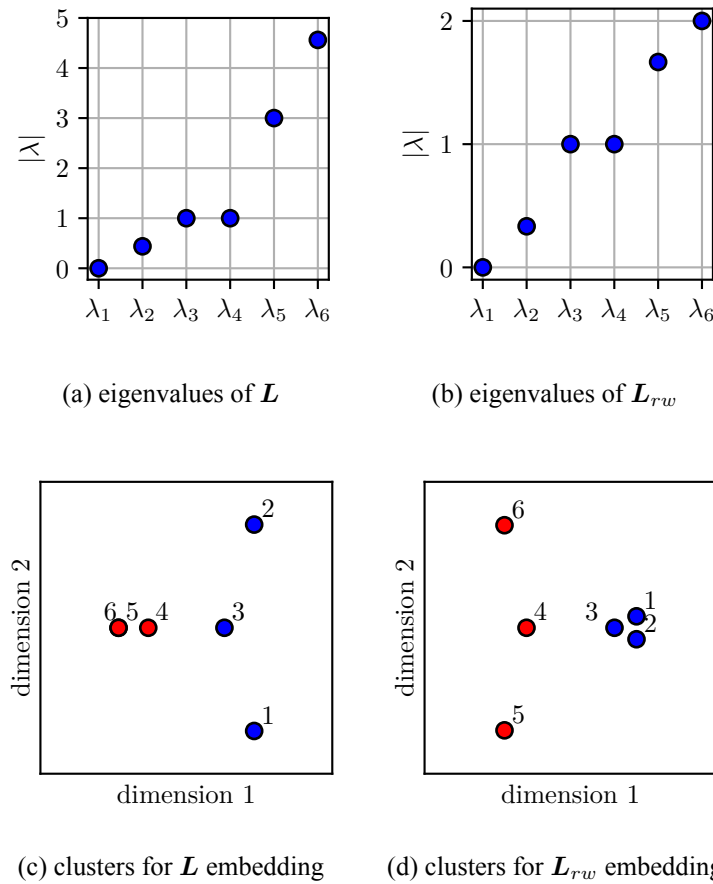 5
4
3
2
1
0
|λ|
λ1 λ2 λ3 λ4 λ5 λ6
(a) eigenvalues of L
2
1
0
|λ|
λ1 λ2 λ3 λ4 λ5 λ6
(b) eigenvalues of Lrw
2
6 5 4 3
1
dimension 2
dimension 1
(c) clusters for L embedding
6
1
4 3
2
5
dimension 2
dimension 1
(d) clusters for Lrw embedding